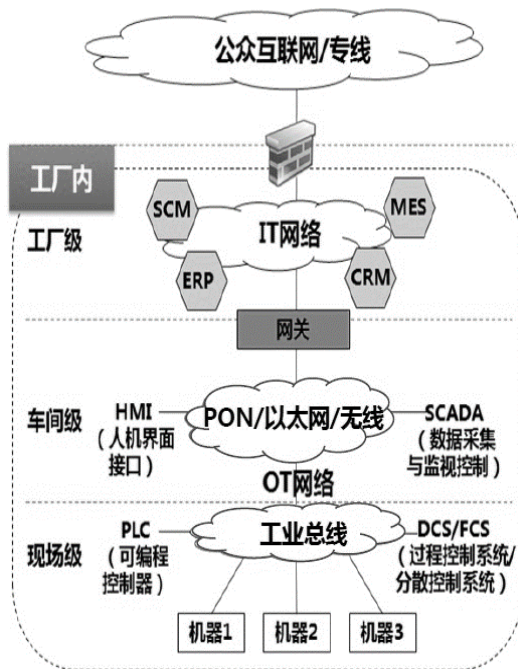 公众互联网/专线
工厂内
SCM
MES
工厂级
IT网络
ERP
CRM
网关
车间级
HMI
（人机界面
接口）
PON/以太网/无线
SCADA
（数据采集
与监视控制）
OT网络
现场级
PLC
（可编程
控制器）
工业总线
DCS/FCS
（过程控制系统/
分散控制系统）
机器1
机器2
机器3